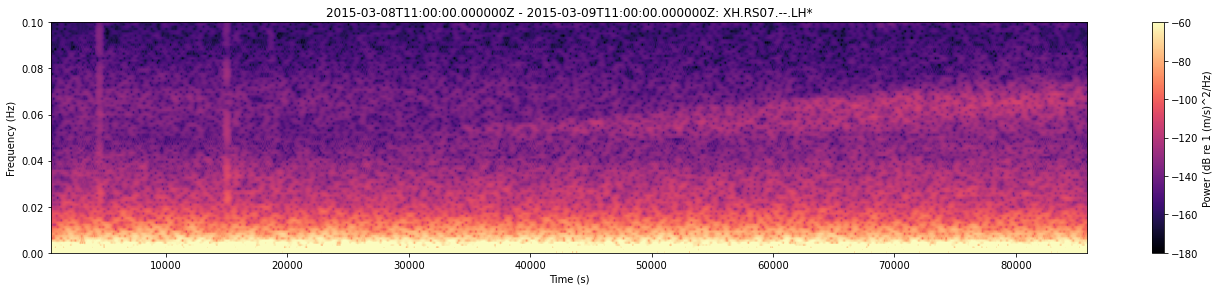 2015-03-08T11:00:00.000000Z - 2015-03-09T11:00:00.000000Z: XH.RS07.--.LH*
0.10
0.08
0.06
0.04
0.02
0.00
Frequency (Hz)
10000 20000 30000 40000 50000 60000 70000 80000
Time (s)
−60
−80
−100
−120
−140
−160
−180
Power (dB re 1 (m/s)^2/Hz)